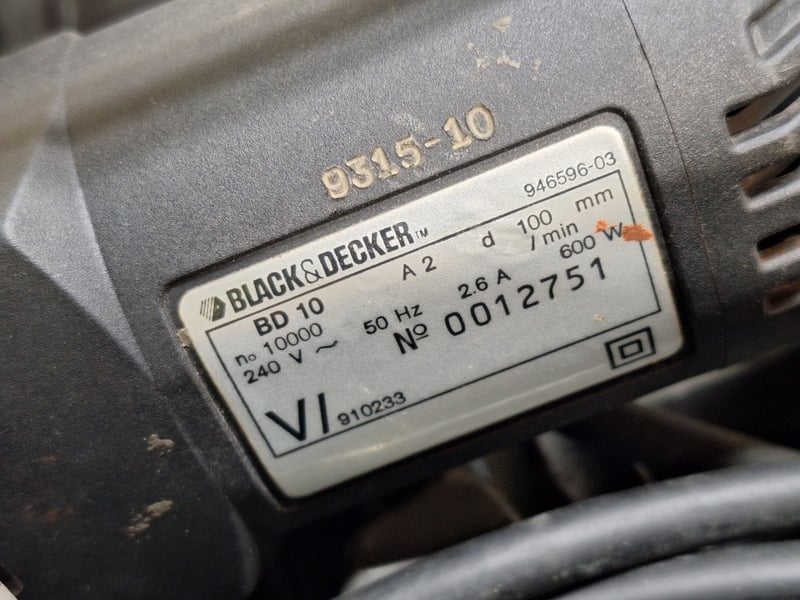 9315-10
946596-03
BLACK&DECKER™
BD 10 A 2 d 100 mm
no 10000 /min
240 V ~ 50 Hz 2.6 A 600 W
Nº 0012751
V/ 910233